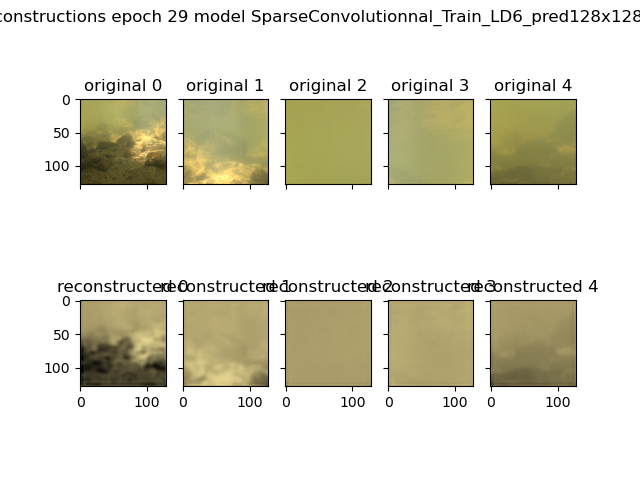 constructions epoch 29 model SparseConvolutionnal_Train_LD6_pred128x128
original 0 original 1 original 2 original 3 original 4
0
50
100
reconstructed 0 reconstructed 1 reconstructed 2 reconstructed 3 reconstructed 4
0
50
100
0 100 0 100 0 100 0 100 0 100